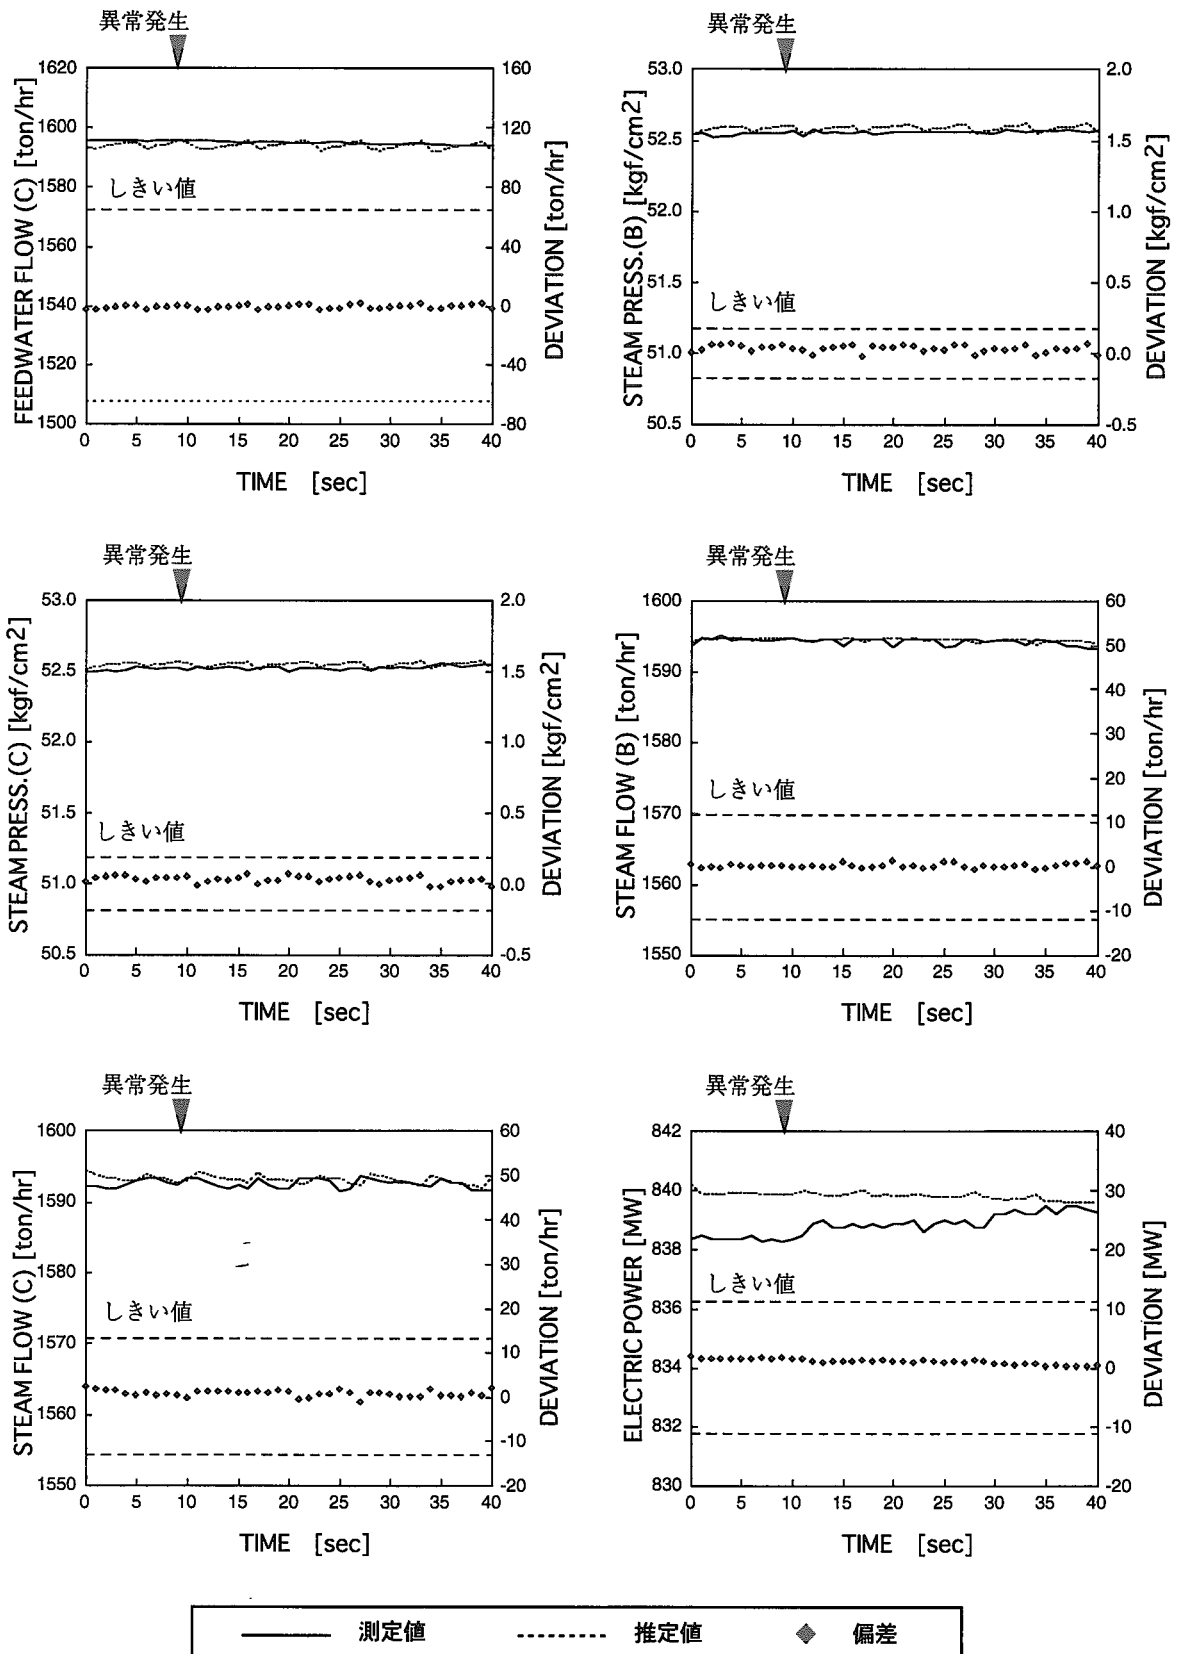 異常発生
1620
1600
1580
1560
1540
1520
1500
FEEDWATER FLOW (C) [ton/hr]
しきい値
160
120
80
40
0
-40
-80
DEVIATION [ton/hr]
0 5 10 15 20 25 30 35 40
TIME [sec]
異常発生
53.0
52.5
52.0
51.5
51.0
50.5
STEAM PRESS.(B) [kgf/cm2]
しきい値
2.0
1.5
1.0
0.5
0.0
-0.5
DEVIATION [kgf/cm2]
0 5 10 15 20 25 30 35 40
TIME [sec]
異常発生
53.0
52.5
52.0
51.5
51.0
50.5
STEAM PRESS.(C) [kgf/cm2]
しきい値
2.0
1.5
1.0
0.5
0.0
-0.5
DEVIATION [kgf/cm2]
0 5 10 15 20 25 30 35 40
TIME [sec]
異常発生
1600
1590
1580
1570
1560
1550
STEAM FLOW (B) [ton/hr]
しきい値
60
50
40
30
20
10
0
-10
-20
DEVIATION [ton/hr]
0 5 10 15 20 25 30 35 40
TIME [sec]
異常発生
1600
1590
1580
1570
1560
1550
STEAM FLOW (C) [ton/hr]
しきい値
60
50
40
30
20
10
0
-10
-20
DEVIATION [ton/hr]
0 5 10 15 20 25 30 35 40
TIME [sec]
異常発生
842
840
838
836
834
832
830
ELECTRIC POWER [MW]
しきい値
40
30
20
10
0
-10
-20
DEVIATION [MW]
0 5 10 15 20 25 30 35 40
TIME [sec]
測定値 推定値 偏差